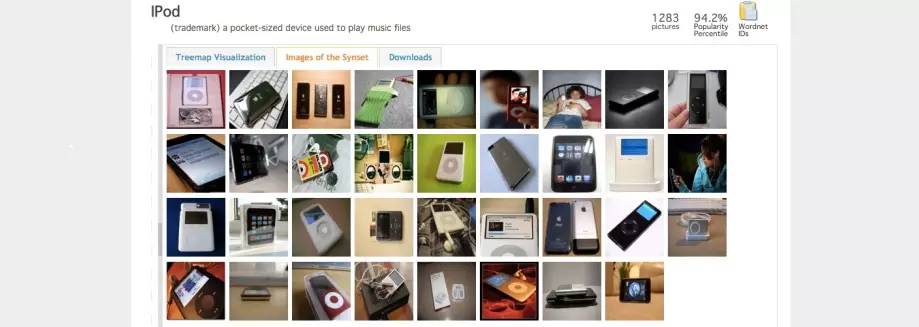 IPod
(trademark) a pocket-sized device used to play music files
1283
pictures
94.2%
Popularity
Percentile
Wordnet
IDs
Treemap Visualization
Images of the Synset
Downloads